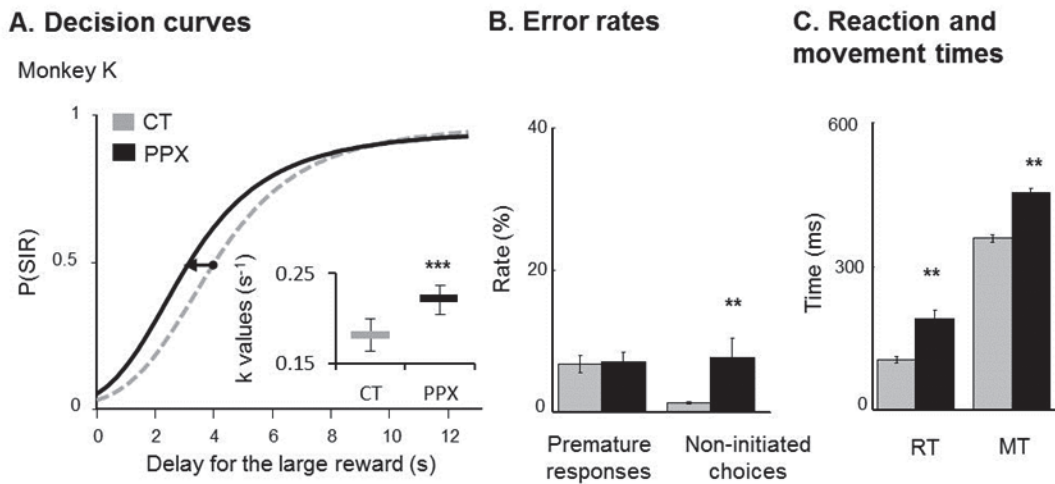 A. Decision curves
Monkey K
1
CT
PPX
P(SIR)
0.5
0
0.25
***
k values (s⁻¹)
0.15
CT
PPX
0
2
4
6
8
10
12
Delay for the large reward (s)
B. Error rates
40
Rate (%)
20
**
0
Premature
responses
Non-initiated
choices
C. Reaction and
movement times
600
**
Time (ms)
300
**
0
RT
MT